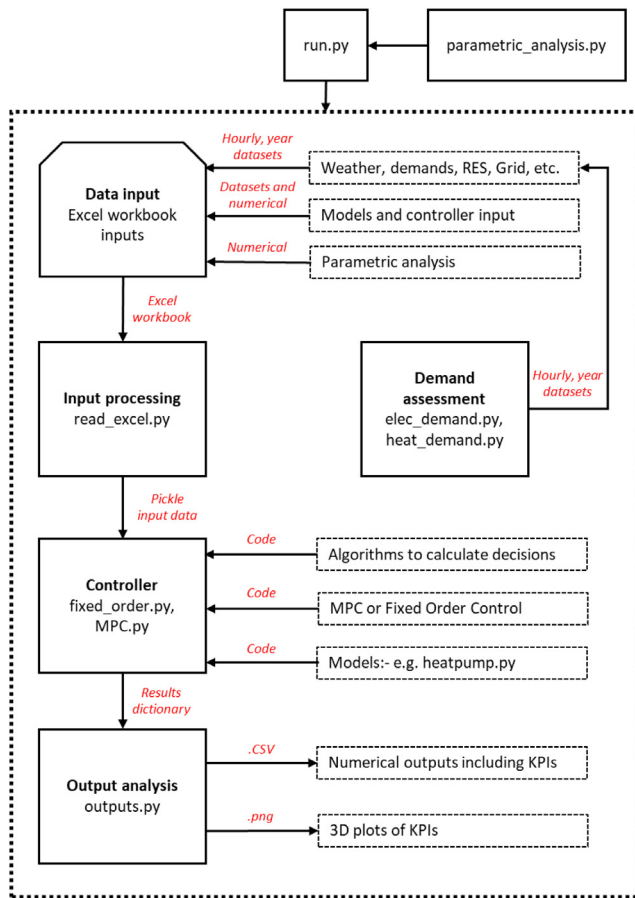 run.py
parametric_analysis.py
Hourly, year
datasets
Weather, demands, RES, Grid, etc.
Data input
Excel workbook
inputs
Datasets and
numerical
Models and controller input
Numerical
Parametric analysis
Excel
workbook
Input processing
read_excel.py
Demand
assessment
elec_demand.py,
heat_demand.py
Hourly, year
datasets
Pickle
input data
Controller
fixed_order.py,
MPC.py
Code
Algorithms to calculate decisions
Code
MPC or Fixed Order Control
Code
Models:- e.g. heatpump.py
Results
dictionary
Output analysis
outputs.py
.CSV
Numerical outputs including KPIs
.png
3D plots of KPIs